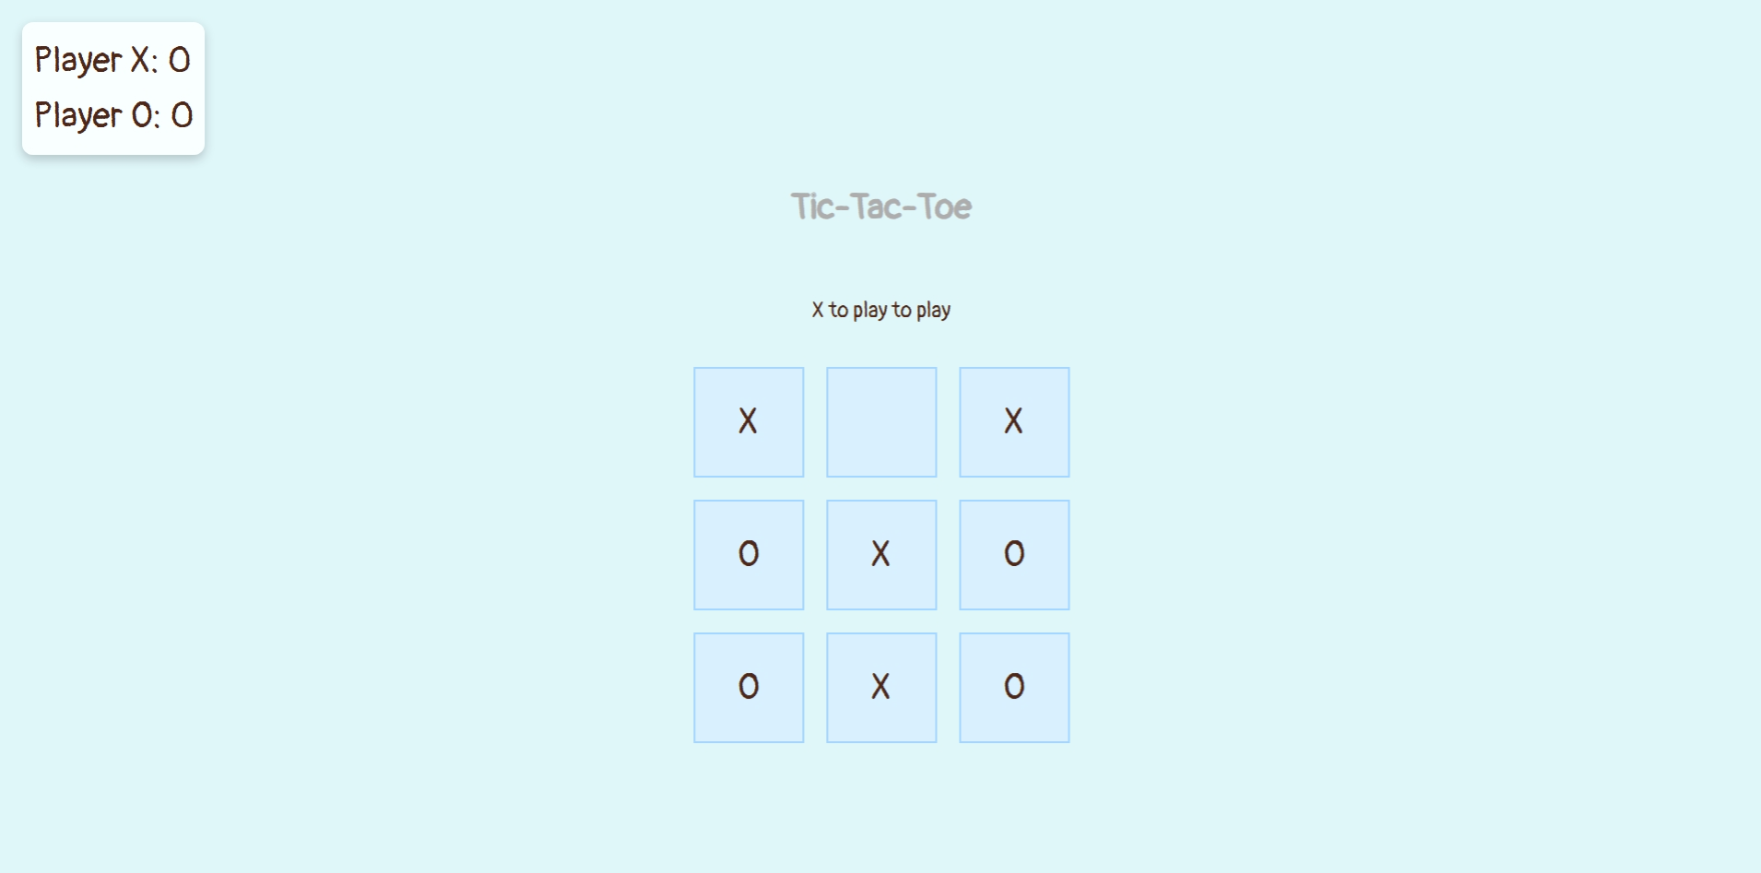 Player X: 0
Player O: 0
Tic-Tac-Toe
X to play to play
X X
O X O
O X O